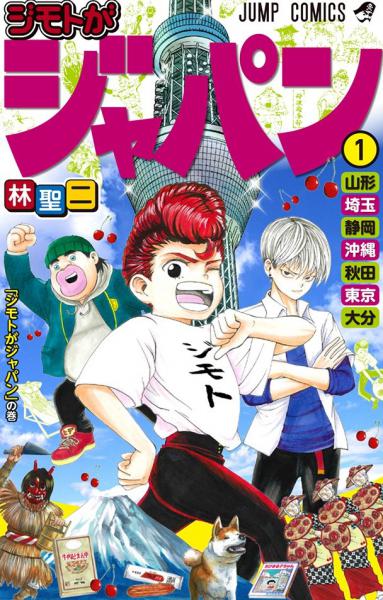 JUMP COMICS
ジモトが
ジャパン
1
林聖二
山形
埼玉
静岡
沖縄
秋田
東京
大分
「ジモトがジャパン」の巻
ジモト